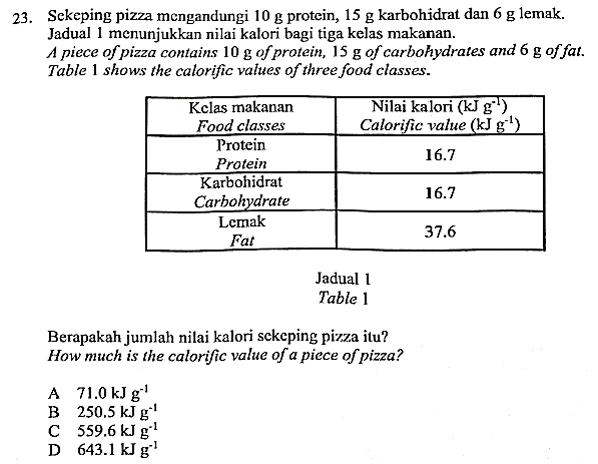 23. Sekeping pizza mengandungi 10 g protein, 15 g karbohidrat dan 6 g lemak.
Jadual 1 menunjukkan nilai kalori bagi tiga kelas makanan.
A piece of pizza contains 10 g of protein, 15 g of carbohydrates and 6 g of fat.
Table 1 shows the calorific values of three food classes.
Kelas makanan
Food classes
Nilai kalori (kJ g⁻¹)
Calorific value (kJ g⁻¹)
Protein
Protein
16.7
Karbohidrat
Carbohydrate
16.7
Lemak
Fat
37.6
Jadual 1
Table 1
Berapakah jumlah nilai kalori sekeping pizza itu?
How much is the calorific value of a piece of pizza?
A 71.0 kJ g⁻¹
B 250.5 kJ g⁻¹
C 559.6 kJ g⁻¹
D 643.1 kJ g⁻¹